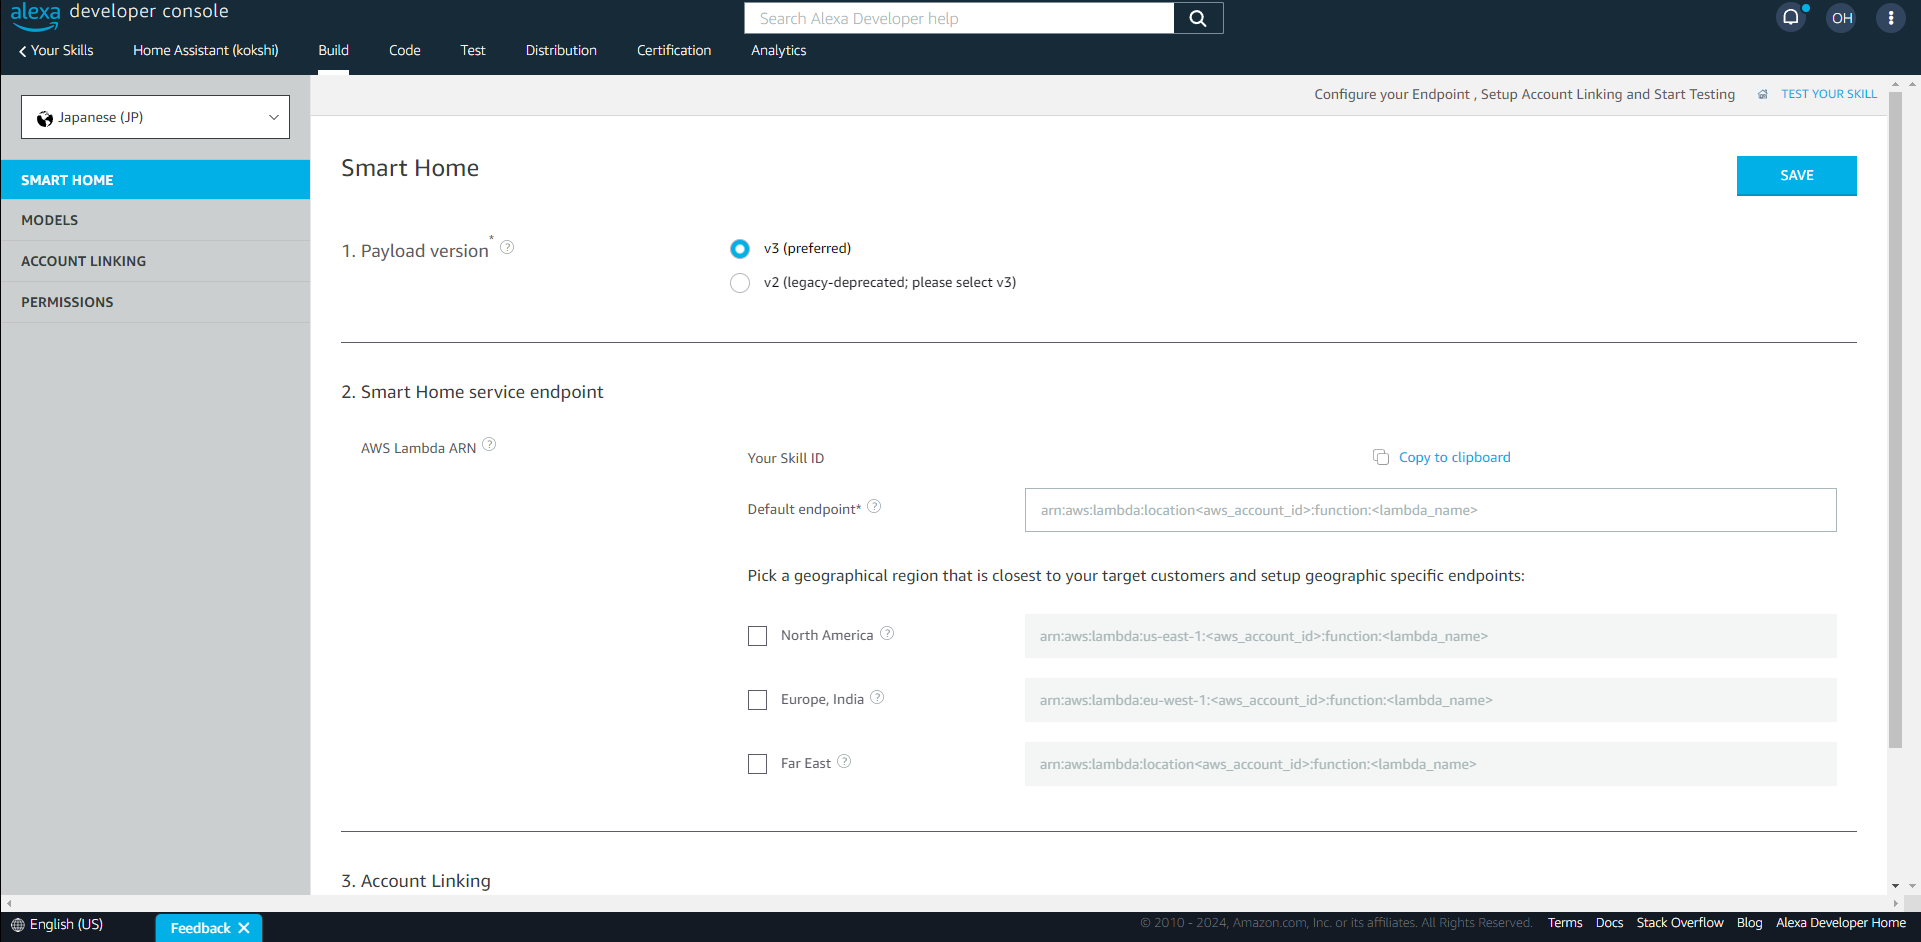 alexa developer console
Search Alexa Developer help
OH
Your Skills
Home Assistant (kokshi)
Build
Code
Test
Distribution
Certification
Analytics
Japanese (JP)
SMART HOME
MODELS
ACCOUNT LINKING
PERMISSIONS
Configure your Endpoint , Setup Account Linking and Start Testing
TEST YOUR SKILL
Smart Home
SAVE
1. Payload version*
v3 (preferred)
v2 (legacy-deprecated; please select v3)
2. Smart Home service endpoint
AWS Lambda ARN
Your Skill ID
Copy to clipboard
Default endpoint*
arn:aws:lambda:location<aws_account_id>:function:<lambda_name>
Pick a geographical region that is closest to your target customers and setup geographic specific endpoints:
North America
arn:aws:lambda:us-east-1:<aws_account_id>:function:<lambda_name>
Europe, India
arn:aws:lambda:eu-west-1:<aws_account_id>:function:<lambda_name>
Far East
arn:aws:lambda:location<aws_account_id>:function:<lambda_name>
3. Account Linking
English (US)
Feedback
© 2010 - 2024, Amazon.com, Inc. or its affiliates. All Rights Reserved.
Terms
Docs
Stack Overflow
Blog
Alexa Developer Home